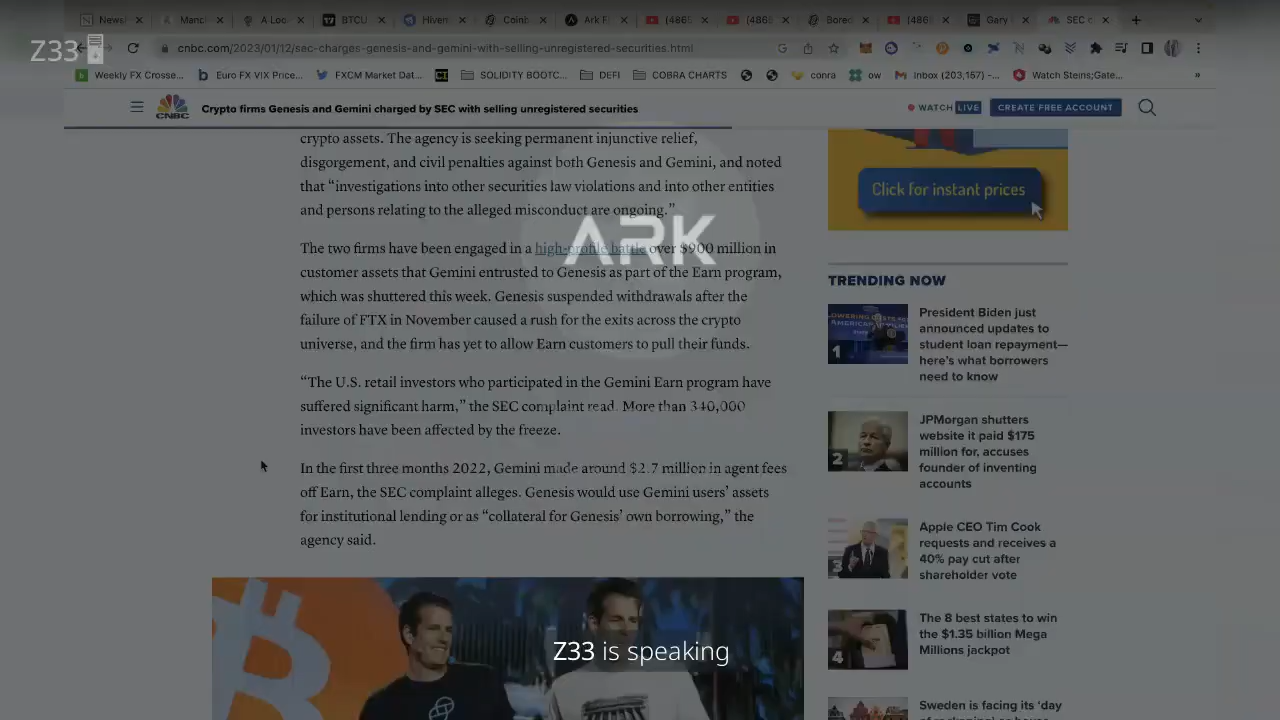 News!
Manch
A Loc
BTCU
Hiven
Coinb
Ark F
(486
(486
Bored
(486
Gary
SEC c
Z33
cnbc.com/2023/01/12/sec-charges-genesis-and-gemini-with-selling-unregistered-securities.html
Weekly FX Crosse...
Euro FX VIX Price...
FXCM Market Dat...
SOLIDITY BOOTC...
DEFI
COBRA CHARTS
conra
ow
Inbox (203,157) –...
Watch Steins;Gate...
»
CNBC
Crypto firms Genesis and Gemini charged by SEC with selling unregistered securities
WATCH LIVE
CREATE FREE ACCOUNT
crypto assets. The agency is seeking permanent injunctive relief,
disgorgement, and civil penalties against both Genesis and Gemini, and noted
that “investigations into other securities law violations and into other entities
and persons relating to the alleged misconduct are ongoing.”
ARK
The two firms have been engaged in a high-profile battle over $900 million in
customer assets that Gemini entrusted to Genesis as part of the Earn program,
which was shuttered this week. Genesis suspended withdrawals after the
failure of FTX in November caused a rush for the exits across the crypto
universe, and the firm has yet to allow Earn customers to pull their funds.
“The U.S. retail investors who participated in the Gemini Earn program have
suffered significant harm,” the SEC complaint read. More than 340,000
investors have been affected by the freeze.
In the first three months 2022, Gemini made around $2.7 million in agent fees
off Earn, the SEC complaint alleges. Genesis would use Gemini users’ assets
for institutional lending or as “collateral for Genesis’ own borrowing,” the
agency said.
Z33 is speaking
Click for instant prices
TRENDING NOW
1
President Biden just
announced updates to
student loan repayment—
here’s what borrowers
need to know
2
JPMorgan shutters
website it paid $175
million for, accuses
founder of inventing
accounts
3
Apple CEO Tim Cook
requests and receives a
40% pay cut after
shareholder vote
4
The 8 best states to win
the $1.35 billion Mega
Millions jackpot
Sweden is facing its ‘day